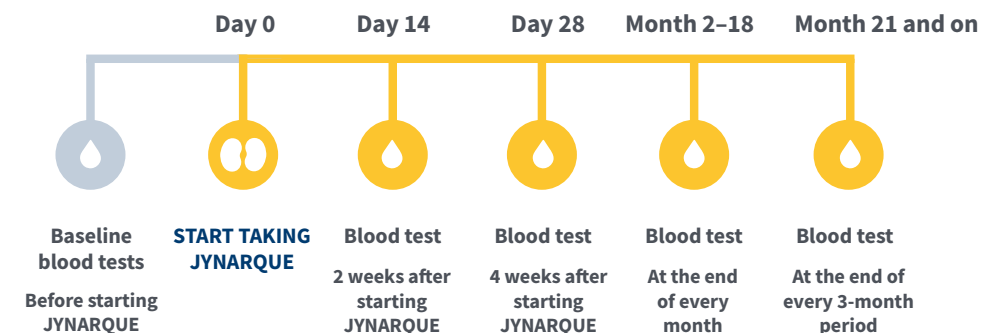 Day 0
Day 14
Day 28
Month 2–18
Month 21 and on
Baseline
blood tests
Before starting
JYNARQUE
START TAKING
JYNARQUE
Blood test
2 weeks after
starting
JYNARQUE
Blood test
4 weeks after
starting
JYNARQUE
Blood test
At the end
of every
month
Blood test
At the end of
every 3-month
period